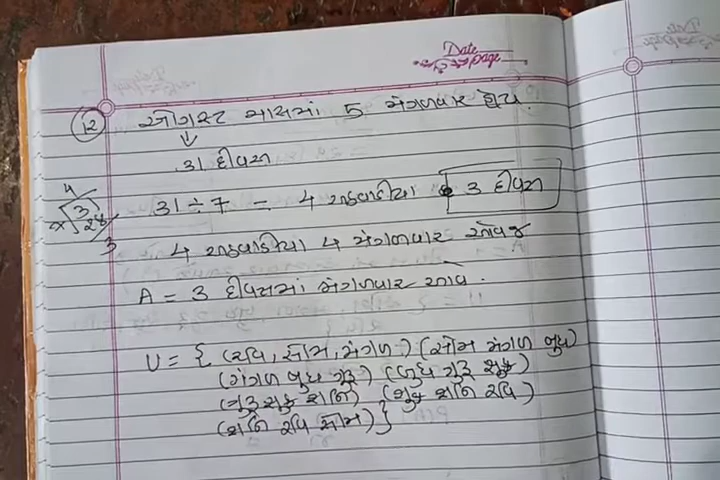 Date
page
(12) ઓગસ્ટ માસમાં 5 મંગળવાર હોય.
↓
31 દીવસ
31 ÷ 7 = 4 અઠવાડીયા 3 દીવસ
4 અઠવાડીયા 4 મંગળવાર આવેજ
A = 3 દીવસમાં મંગળવાર આવે.
U = { (રવિ, સોમ, મંગળ) (સોમ મંગળ બુધ)
(મંગળ બુધ ગુરૂ) (બુધ ગુરૂ શુક્ર)
(ગુરૂ શુક્ર શનિ) (શુક્ર શનિ રવિ)
(શનિ રવિ સોમ) }